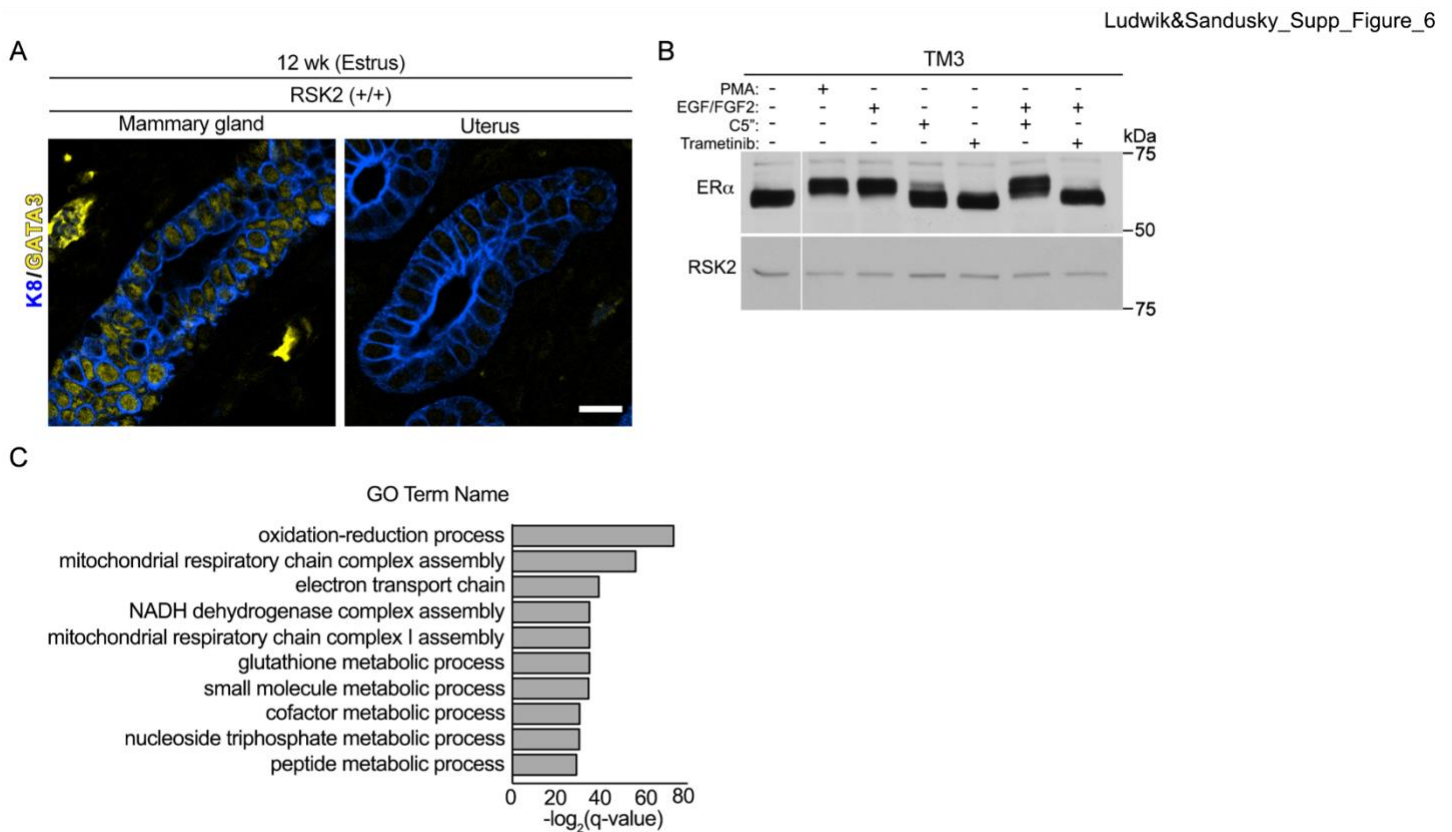 Ludwik&Sandusky_Supp_Figure_6
A
12 wk (Estrus)
RSK2 (+/+)
Mammary gland Uterus
K8/GATA3
B
TM3
PMA: - + - - - - -
EGF/FGF2: - - + - - + +
C5": - - - + - + -
Trametinib: - - - - + - +
kDa
ERα
-75
-50
RSK2
-75
C
GO Term Name
oxidation-reduction process
mitochondrial respiratory chain complex assembly
electron transport chain
NADH dehydrogenase complex assembly
mitochondrial respiratory chain complex I assembly
glutathione metabolic process
small molecule metabolic process
cofactor metabolic process
nucleoside triphosphate metabolic process
peptide metabolic process
0 20 40 60 80
-log2(q-value)